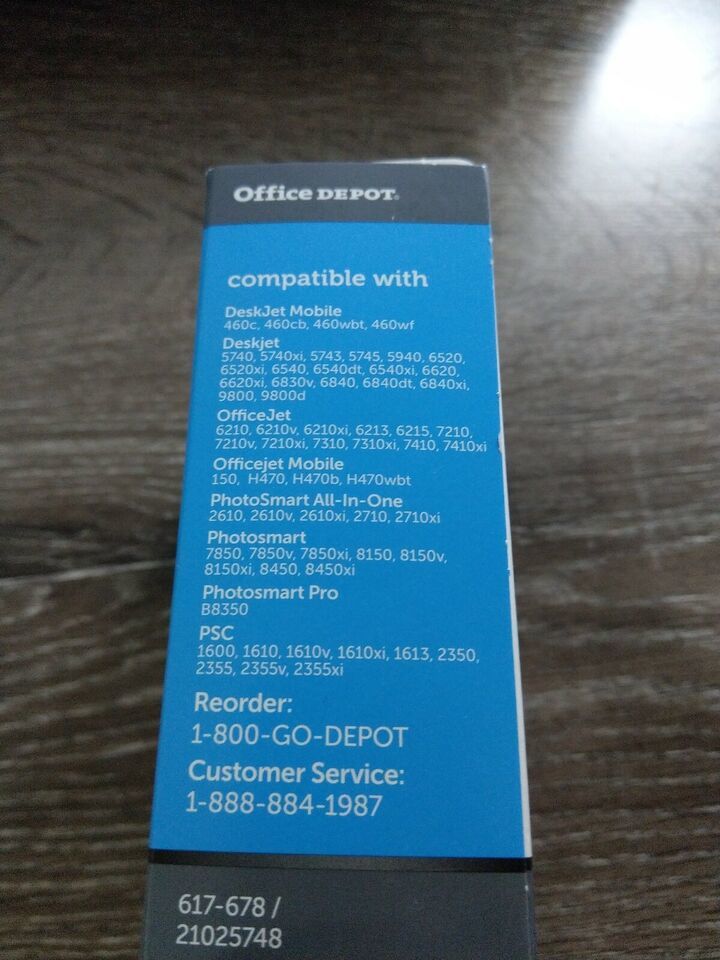 Office DEPOT.
compatible with
DeskJet Mobile
460c, 460cb, 460wbt, 460wf
Deskjet
5740, 5740xi, 5743, 5745, 5940, 6520,
6520xi, 6540, 6540dt, 6540xi, 6620,
6620xi, 6830v, 6840, 6840dt, 6840xi,
9800, 9800d
OfficeJet
6210, 6210v, 6210xi, 6213, 6215, 7210,
7210v, 7210xi, 7310, 7310xi, 7410, 7410xi
Officejet Mobile
150, H470, H470b, H470wbt
PhotoSmart All-In-One
2610, 2610v, 2610xi, 2710, 2710xi
Photosmart
7850, 7850v, 7850xi, 8150, 8150v,
8150xi, 8450, 8450xi
Photosmart Pro
B8350
PSC
1600, 1610, 1610v, 1610xi, 1613, 2350,
2355, 2355v, 2355xi
Reorder:
1-800-GO-DEPOT
Customer Service:
1-888-884-1987
617-678 /
21025748